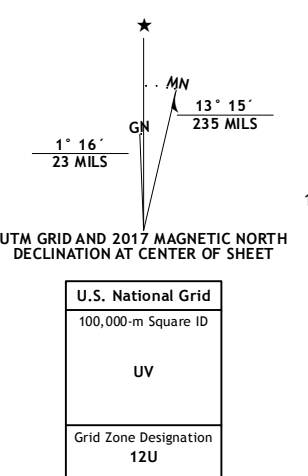 ★
MN
GN
13° 15´
235 MILS
1° 16´
23 MILS
UTM GRID AND 2017 MAGNETIC NORTH
DECLINATION AT CENTER OF SHEET
U.S. National Grid
100,000-m Square ID
UV
Grid Zone Designation
12U